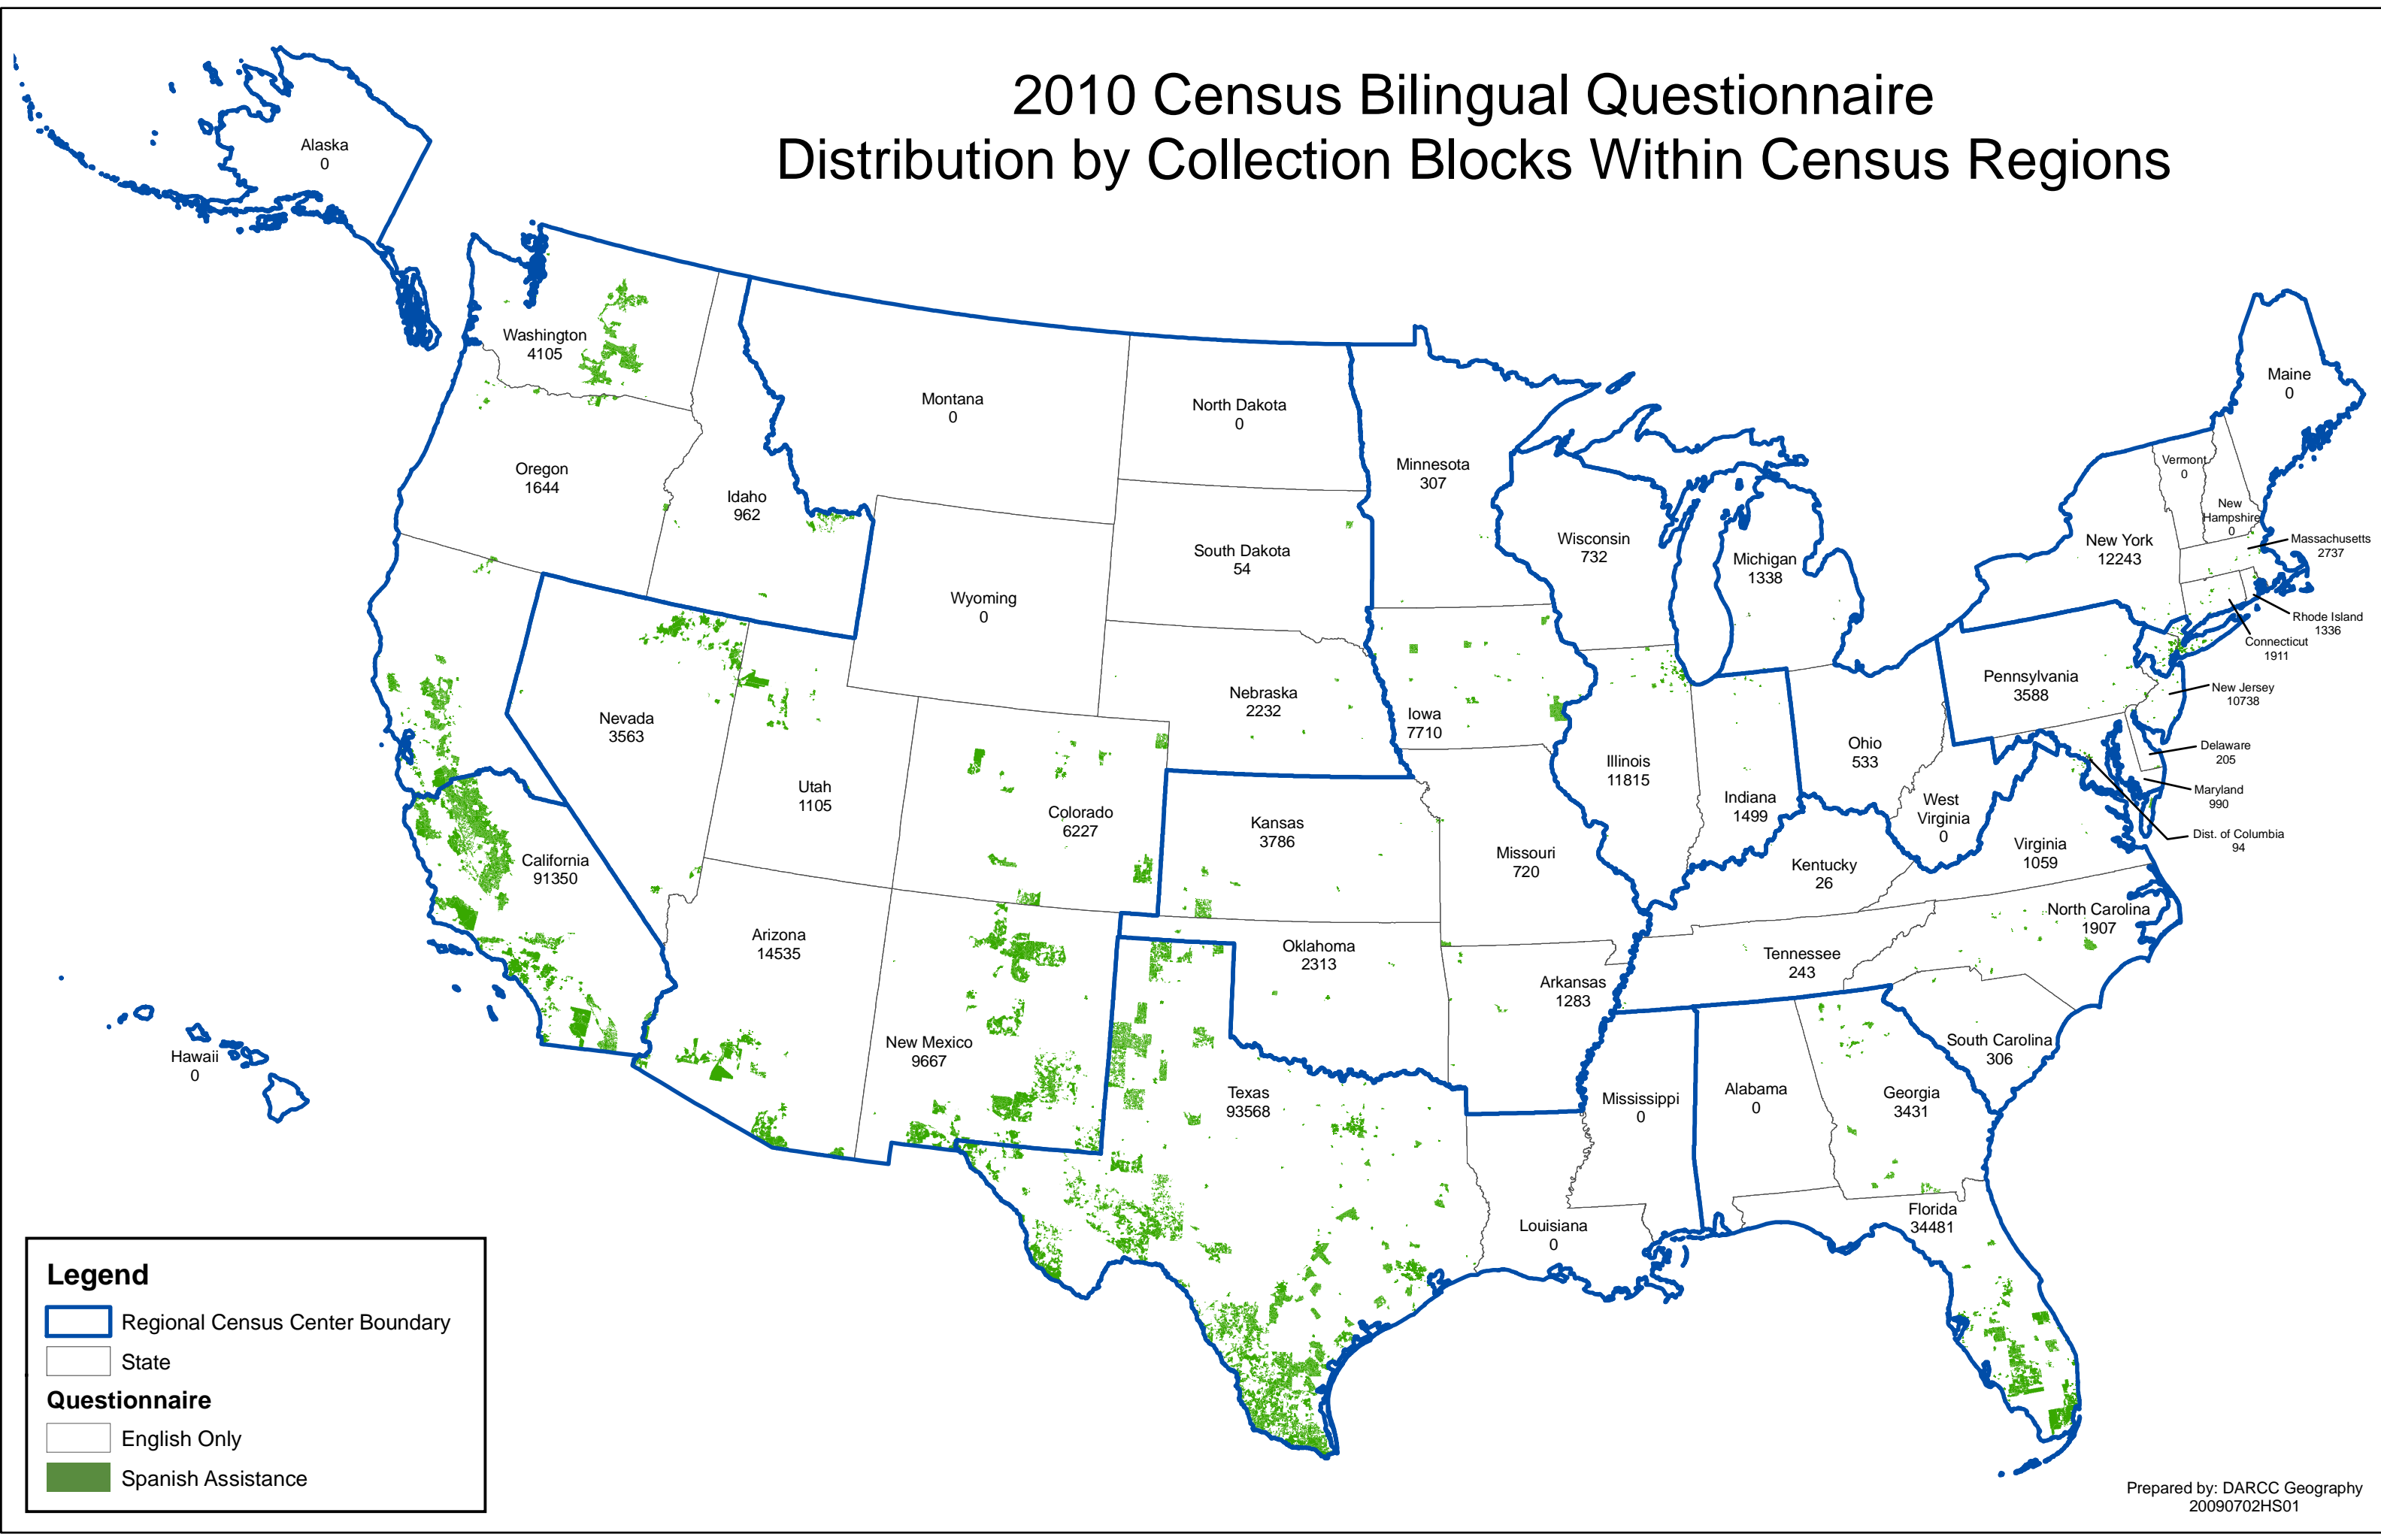 2010 Census Bilingual Questionnaire
Distribution by Collection Blocks Within Census Regions
Alaska
0
Washington
4105
Oregon
1644
Idaho
962
Montana
0
North Dakota
0
South Dakota
54
Wyoming
0
Nebraska
2232
Minnesota
307
Wisconsin
732
Michigan
1338
Iowa
7710
Illinois
11815
Indiana
1499
Ohio
533
Pennsylvania
3588
New York
12243
Vermont
0
New
Hampshire
0
Maine
0
Massachusetts
2737
Rhode Island
1336
Connecticut
1911
New Jersey
10738
Delaware
205
Maryland
990
Dist. of Columbia
94
West
Virginia
0
Virginia
1059
Kentucky
26
North Carolina
1907
Tennessee
243
South Carolina
306
Georgia
3431
Florida
34481
Alabama
0
Mississippi
0
Louisiana
0
Arkansas
1283
Missouri
720
Kansas
3786
Oklahoma
2313
Texas
93568
Colorado
6227
New Mexico
9667
Utah
1105
Arizona
14535
Nevada
3563
California
91350
Hawaii
0
Legend
Regional Census Center Boundary
State
Questionnaire
English Only
Spanish Assistance
Prepared by: DARCC Geography
20090702HS01